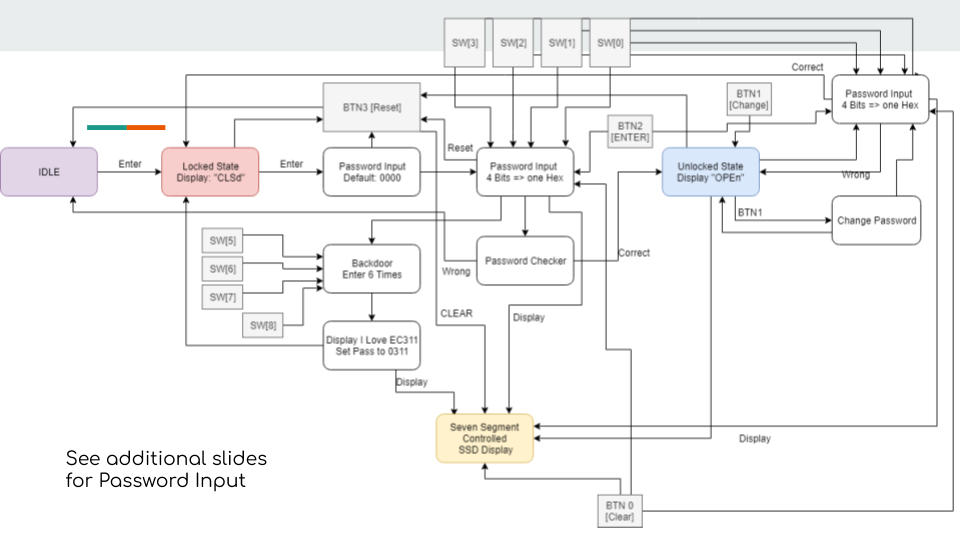 SW[3]
SW[2]
SW[1]
SW[0]
Correct
BTN3 [Reset]
BTN1
[Change]
Password Input
4 Bits => one Hex
BTN2
[ENTER]
Reset
IDLE
Enter
Locked State
Display: "CLSd"
Enter
Password Input
Default: 0000
Password Input
4 Bits => one Hex
Unlocked State
Display "OPEn"
Wrong
BTN1
Change Password
SW[5]
SW[6]
SW[7]
SW[8]
Backdoor
Enter 6 Times
Wrong
Password Checker
Correct
CLEAR
Display
Display I Love EC311
Set Pass to 0311
Display
Seven Segment
Controlled
SSD Display
Display
See additional slides
for Password Input
BTN 0
[Clear]